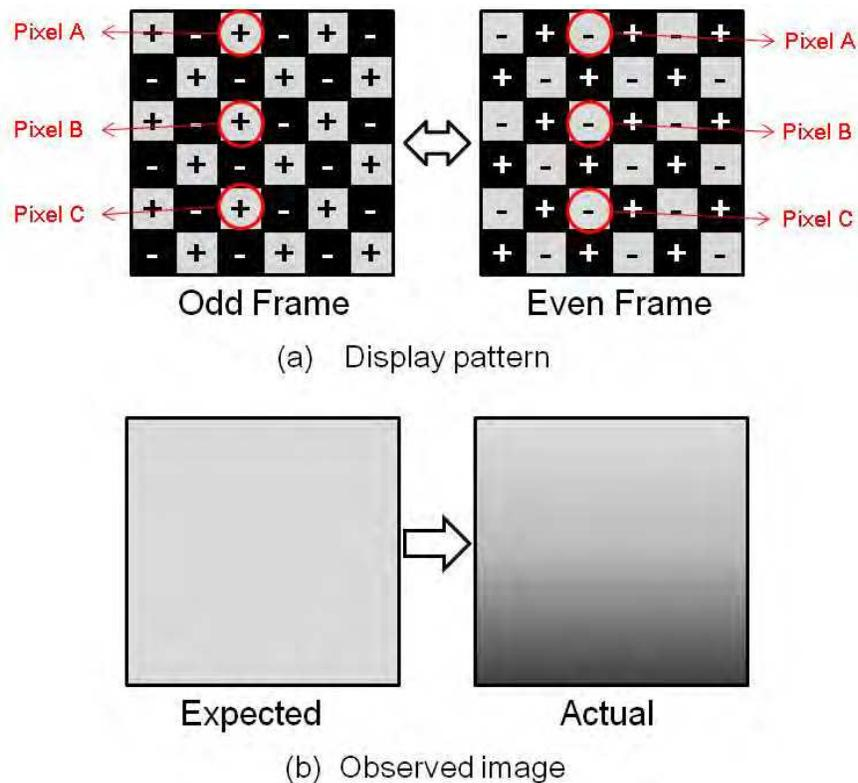 Pixel A + - + - + - - + - + - + Pixel A
- + - + - + + - + - + -
Pixel B + - + - + - - + - + - + Pixel B
- + - + - + + - + - + -
Pixel C + - + - + - - + - + - + Pixel C
- + - + - + + - + - + -
Odd Frame Even Frame
(a) Display pattern
Expected Actual
(b) Observed image